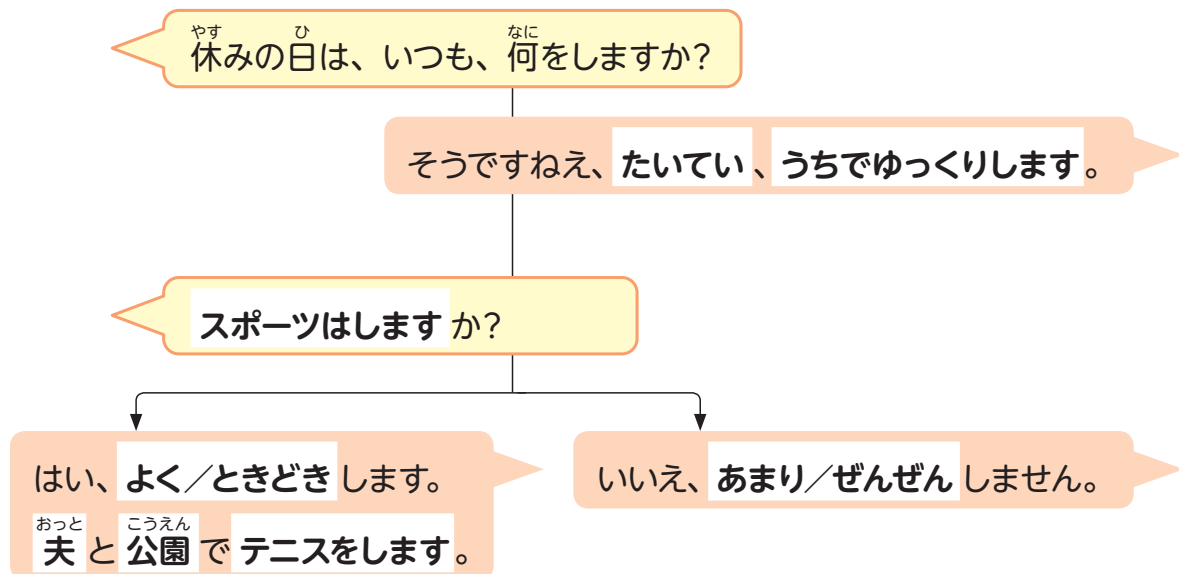 休みの日は、いつも、何をしますか?
そうですねえ、たいてい、うちでゆっくりします。
スポーツはしますか?
はい、よく/ときどきします。
夫と公園でテニスをします。
いいえ、あまり/ぜんぜんしません。